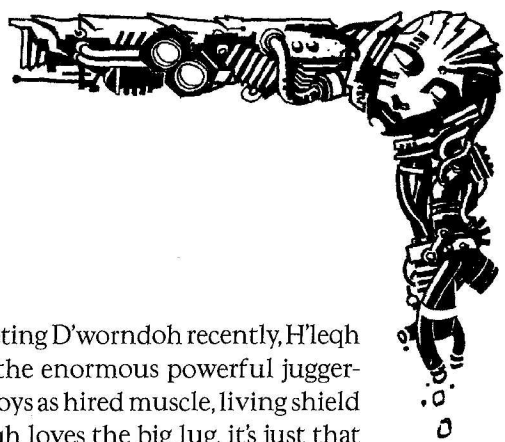 ting D'worndoh recently, H'leqh
the enormous powerful jugger-
oys as hired muscle, living shield
h loves the big lug, it's just that